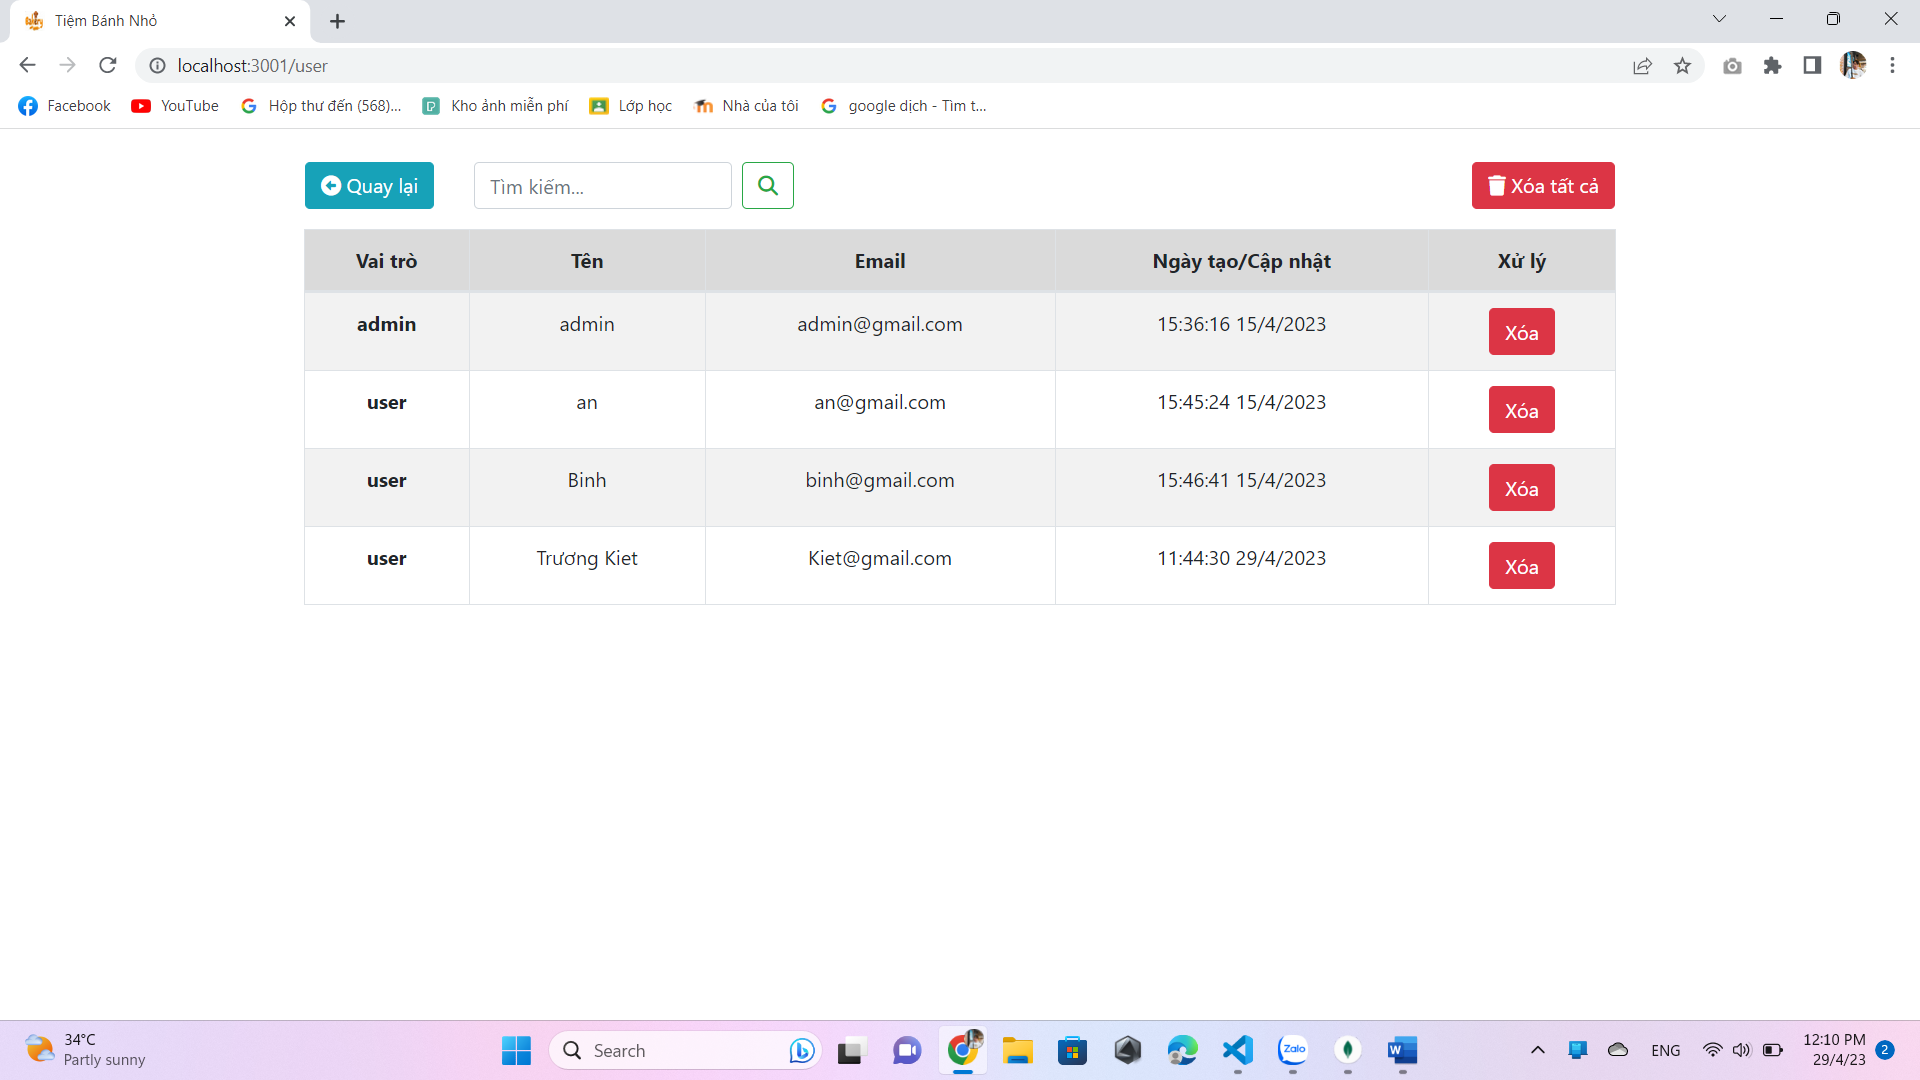 Tiệm Bánh Nhỏ
localhost:3001/user
Facebook YouTube Hộp thư đến (568)... Kho ảnh miễn phí Lớp học Nhà của tôi google dịch - Tìm t...
Quay lại Tìm kiếm... Xóa tất cả
Vai trò Tên Email Ngày tạo/Cập nhật Xử lý
admin admin admin@gmail.com 15:36:16 15/4/2023 Xóa
user an an@gmail.com 15:45:24 15/4/2023 Xóa
user Binh binh@gmail.com 15:46:41 15/4/2023 Xóa
user Trương Kiet Kiet@gmail.com 11:44:30 29/4/2023 Xóa
34°C
Partly sunny
Search
Zalo
ENG
12:10 PM
29/4/23
2